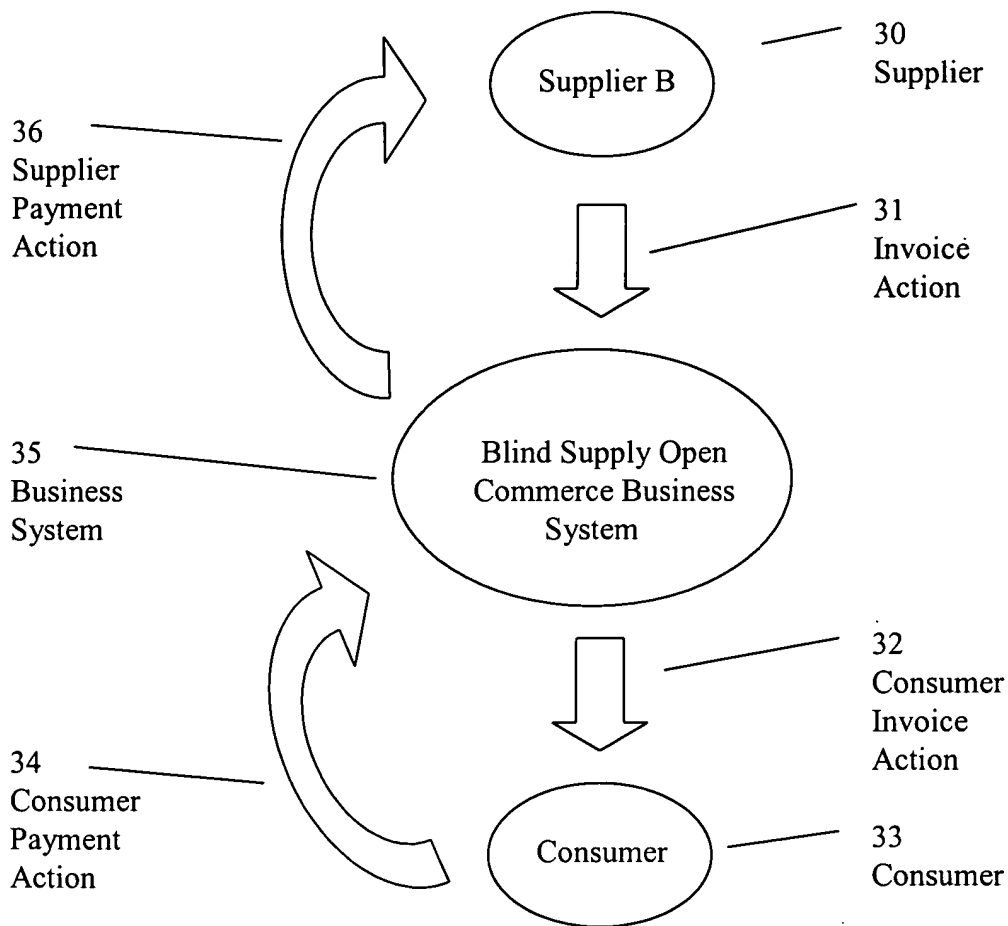 30
Supplier
Supplier B
36
Supplier
Payment
Action
31
Invoice
Action
35
Business
System
Blind Supply Open
Commerce Business
System
32
Consumer
Invoice
Action
34
Consumer
Payment
Action
Consumer
33
Consumer